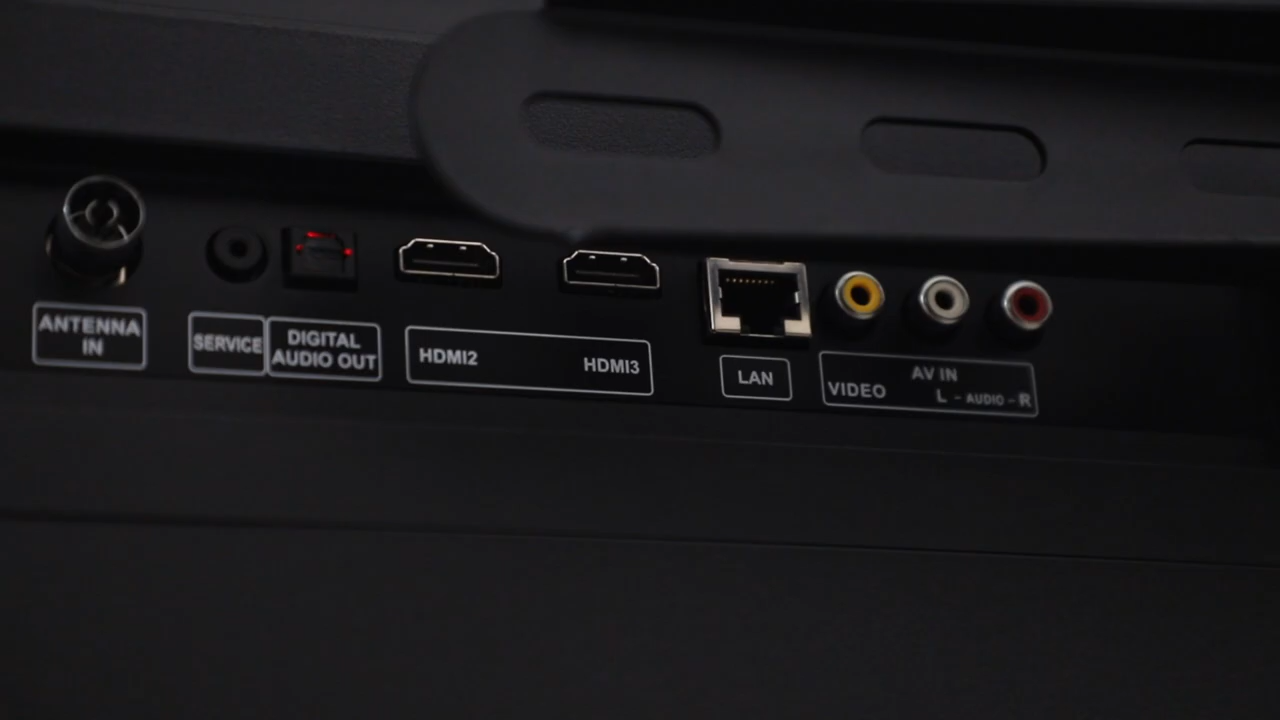 ANTENNA
IN
SERVICE
DIGITAL
AUDIO OUT
HDMI2
HDMI3
LAN
AV IN
VIDEO
L - AUDIO - R